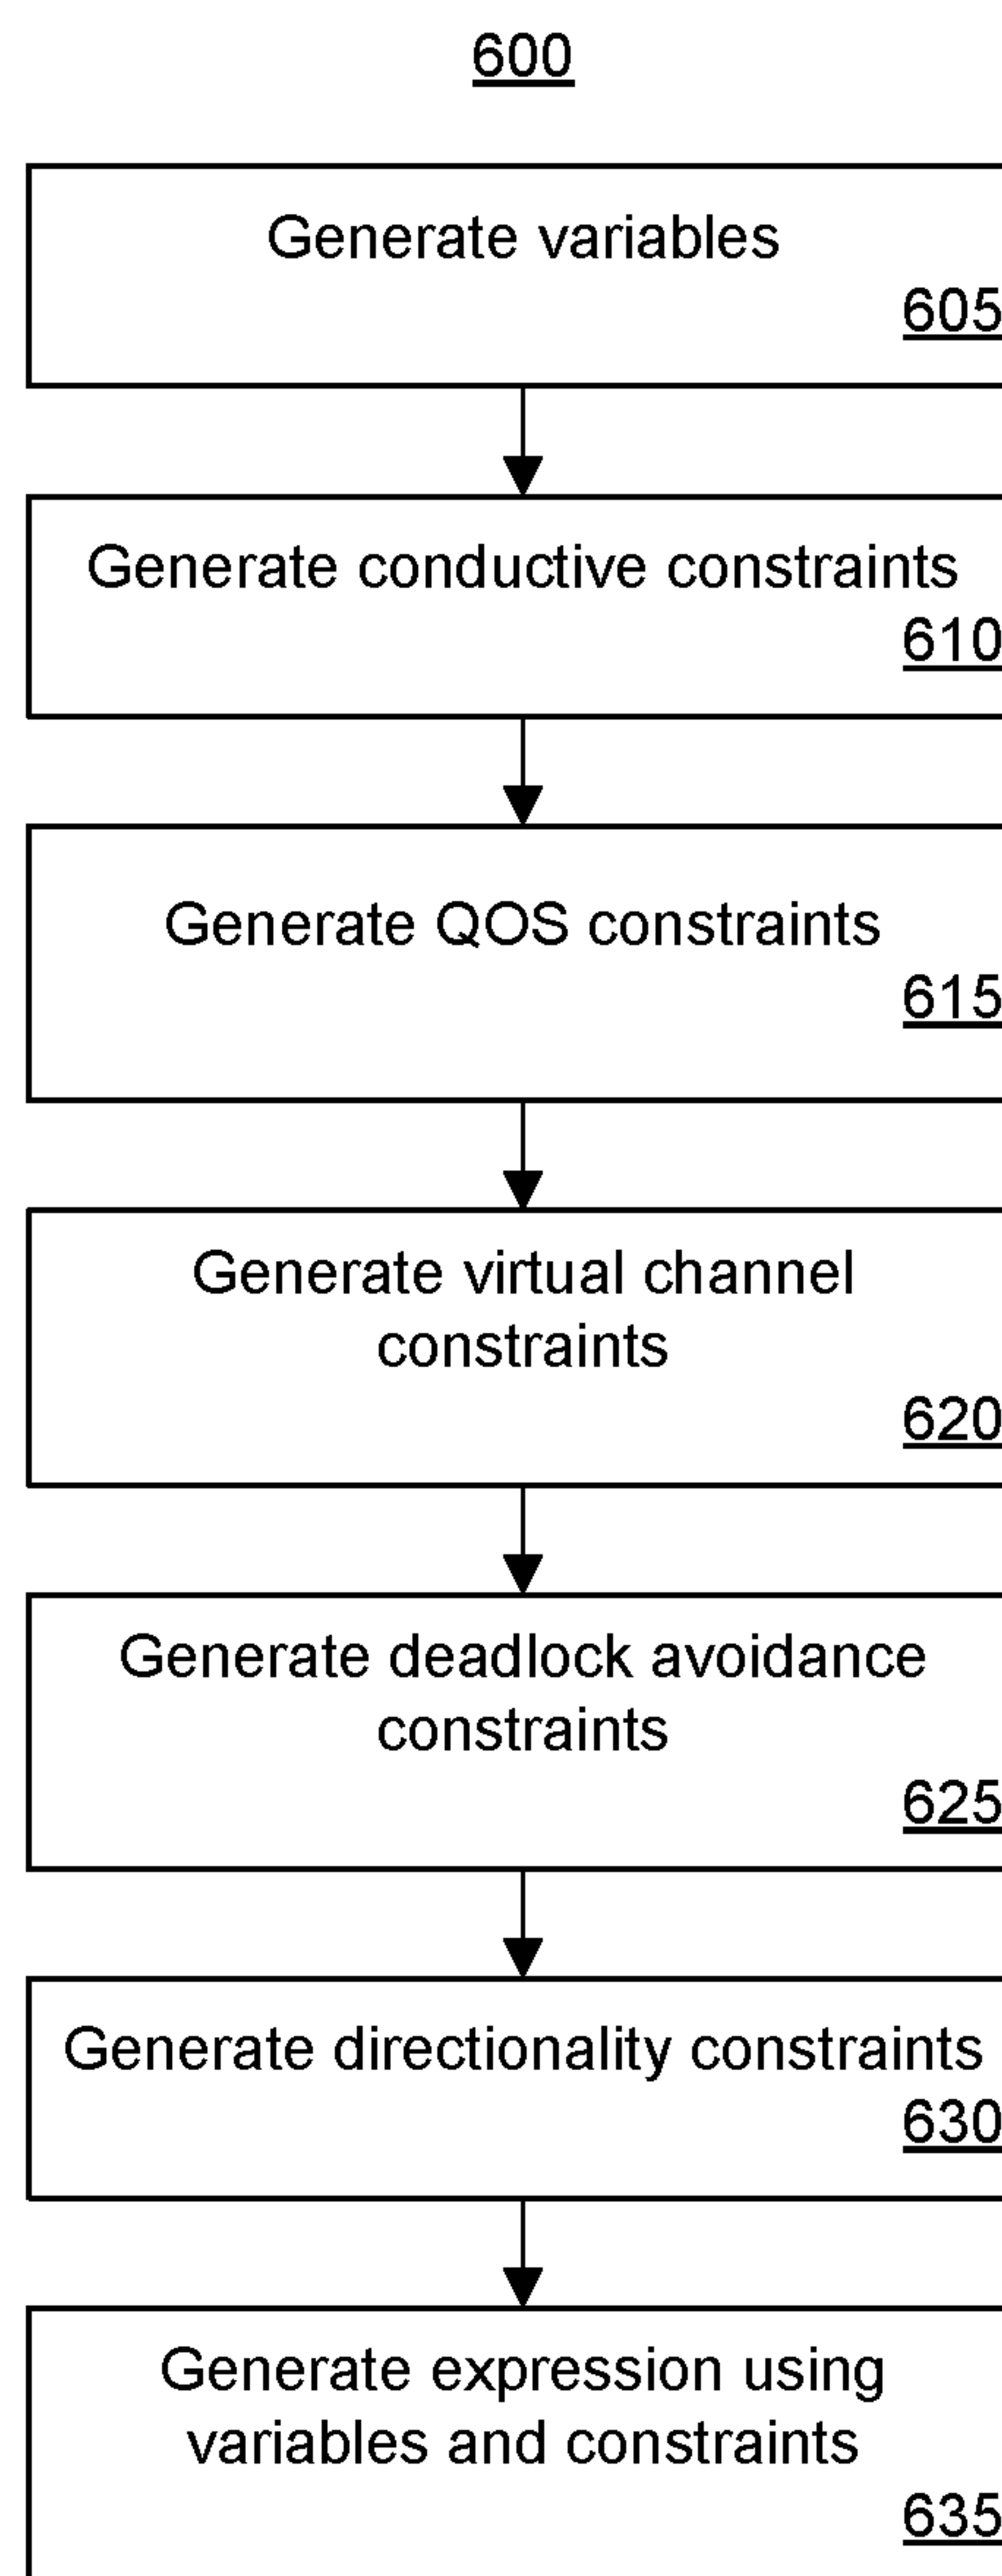 600
Generate variables
605
Generate conductive constraints
610
Generate QOS constraints
615
Generate virtual channel
constraints
620
Generate deadlock avoidance
constraints
625
Generate directionality constraints
630
Generate expression using
variables and constraints
635